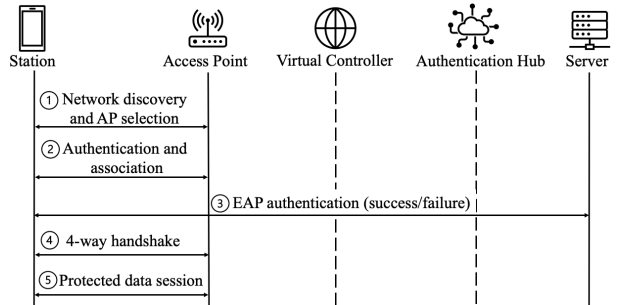 Station
Access Point
Virtual Controller
Authentication Hub
Server
① Network discovery
and AP selection
② Authentication and
association
③ EAP authentication (success/failure)
④ 4-way handshake
⑤ Protected data session